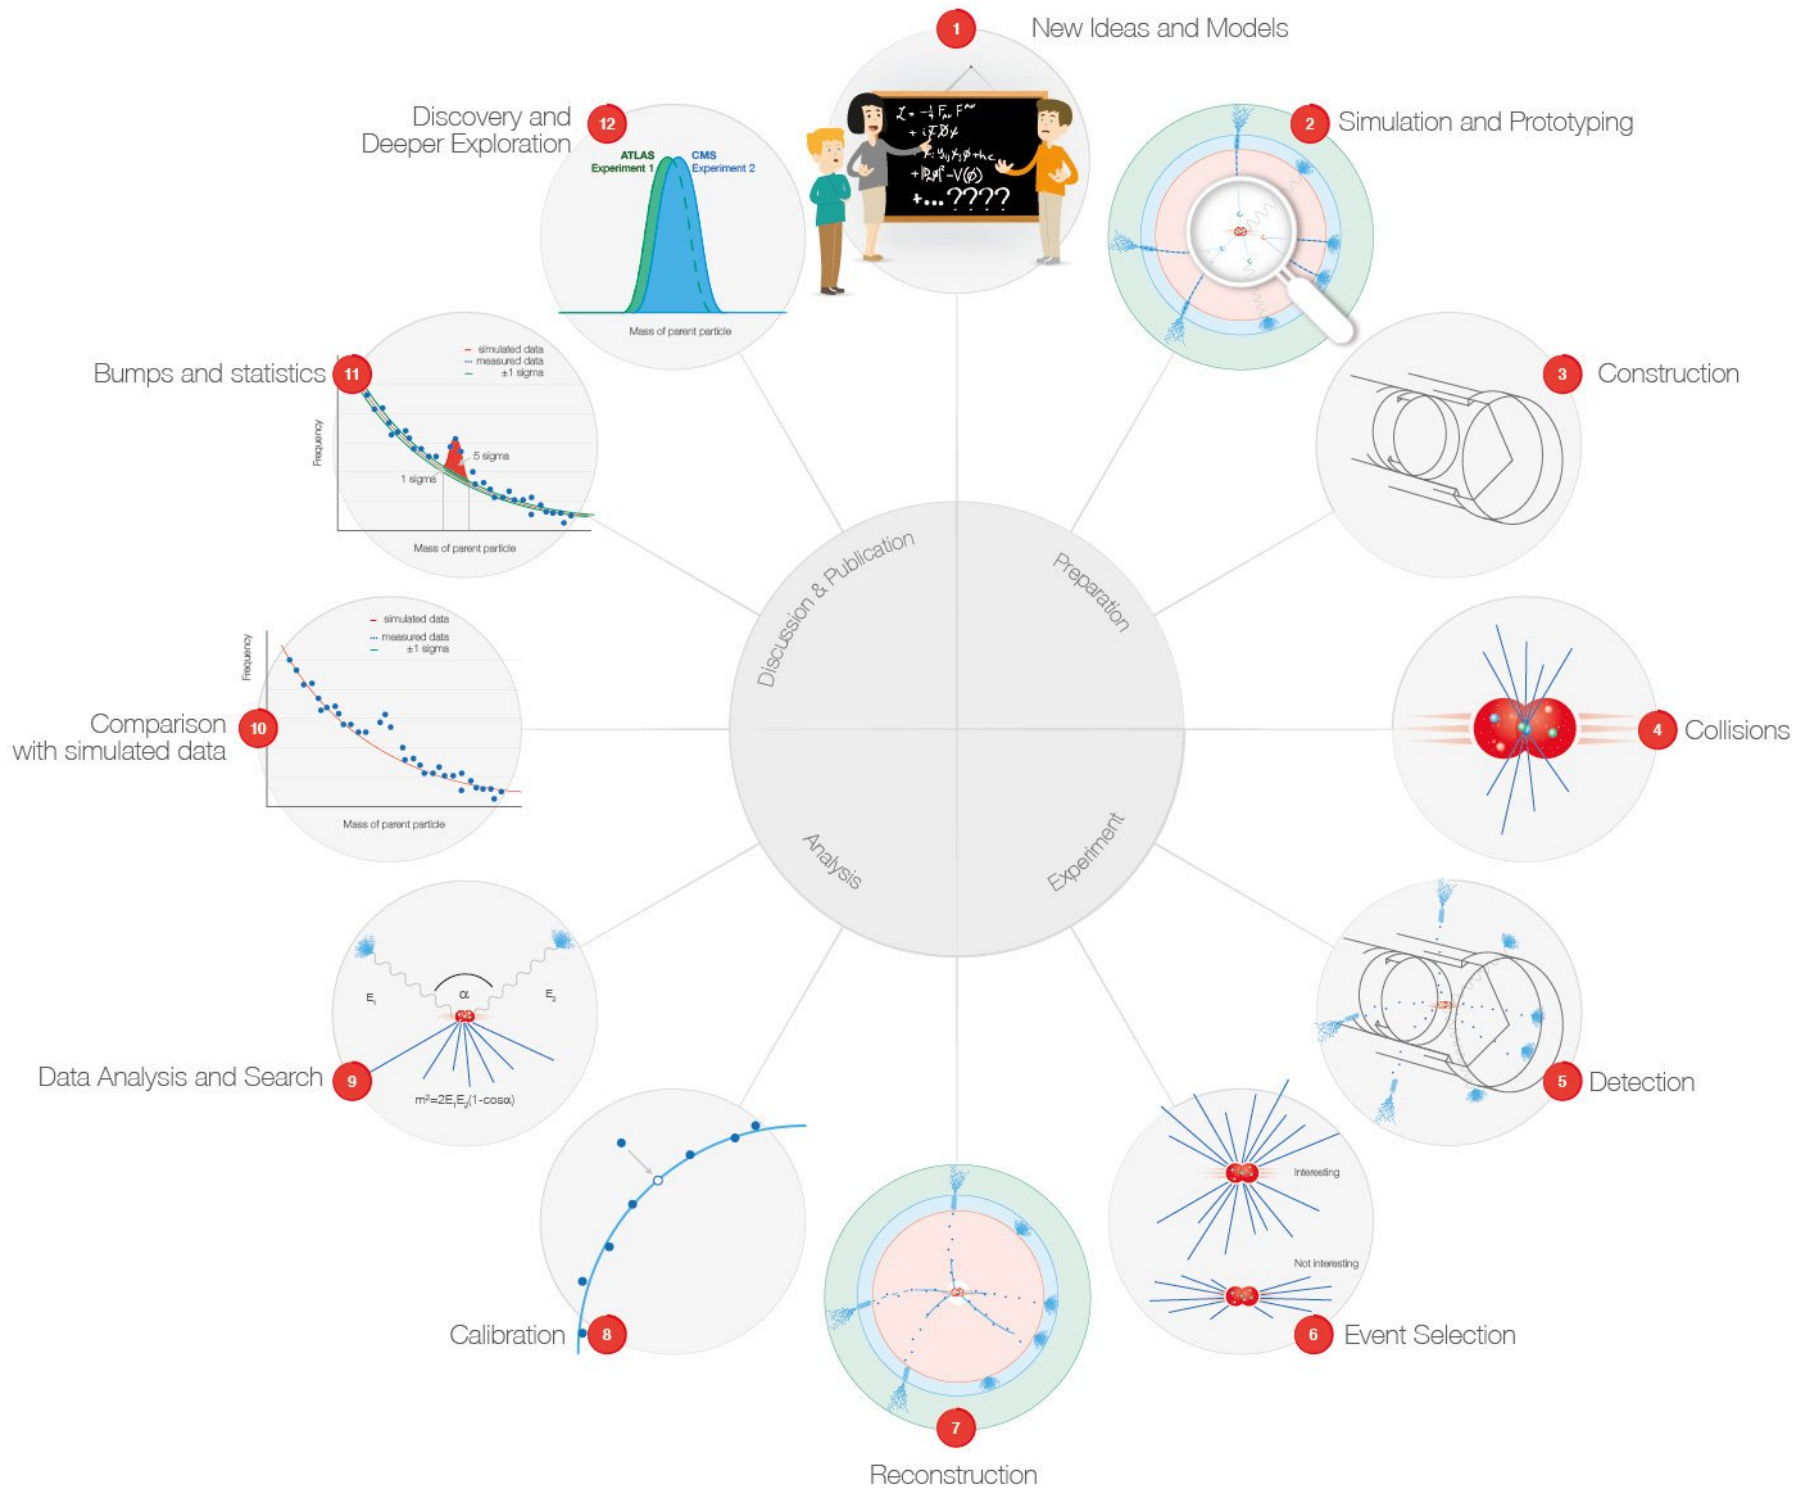 1
New Ideas and Models
+...????
2
Simulation and Prototyping
3
Construction
4
Collisions
5
Detection
6
Event Selection
Interesting
Not interesting
7
Reconstruction
8
Calibration
9
Data Analysis and Search
E₁
α
E₂
m²=2E₁E₂(1-cosα)
10
Comparison
with simulated data
simulated data
measured data
±1 sigma
Frequency
Mass of parent particle
11
Bumps and statistics
simulated data
measured data
±1 sigma
5 sigma
1 sigma
Frequency
Mass of parent particle
12
Discovery and
Deeper Exploration
ATLAS
Experiment 1
CMS
Experiment 2
Mass of parent particle
Discussion & Publication
Preparation
Experiment
Analysis